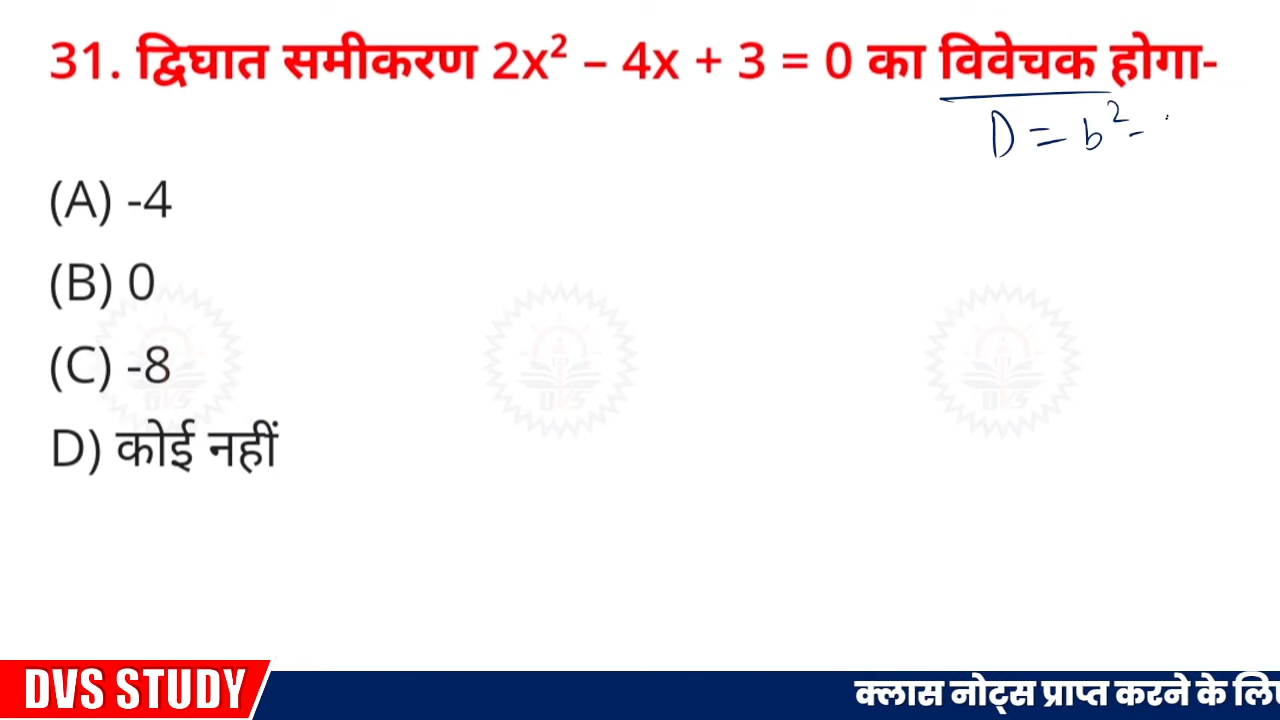 31. द्विघात समीकरण 2x² – 4x + 3 = 0 का विवेचक होगा-
D = b² -
(A) -4
(B) 0
(C) -8
D) कोई नहीं
DVS STUDY
क्लास नोट्स प्राप्त करने के लिए